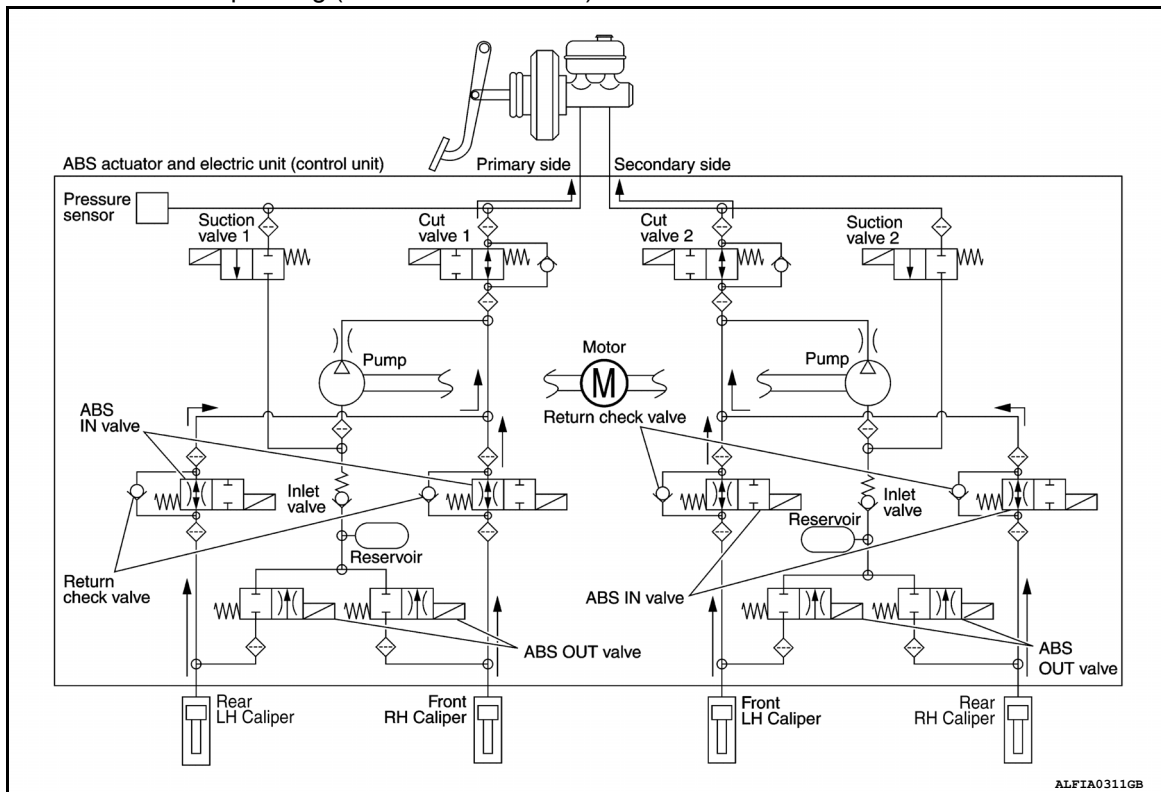 ABS actuator and electric unit (control unit)
Primary side
Secondary side
Pressure
sensor
Suction
valve 1
Cut
valve 1
Cut
valve 2
Suction
valve 2
Pump
Motor
M
Pump
Return check valve
ABS
IN valve
Inlet
valve
Inlet
valve
Reservoir
Reservoir
Return
check valve
ABS IN valve
ABS OUT valve
ABS
OUT valve
Rear
LH Caliper
Front
RH Caliper
Front
LH Caliper
Rear
RH Caliper
ALFIA0311GB